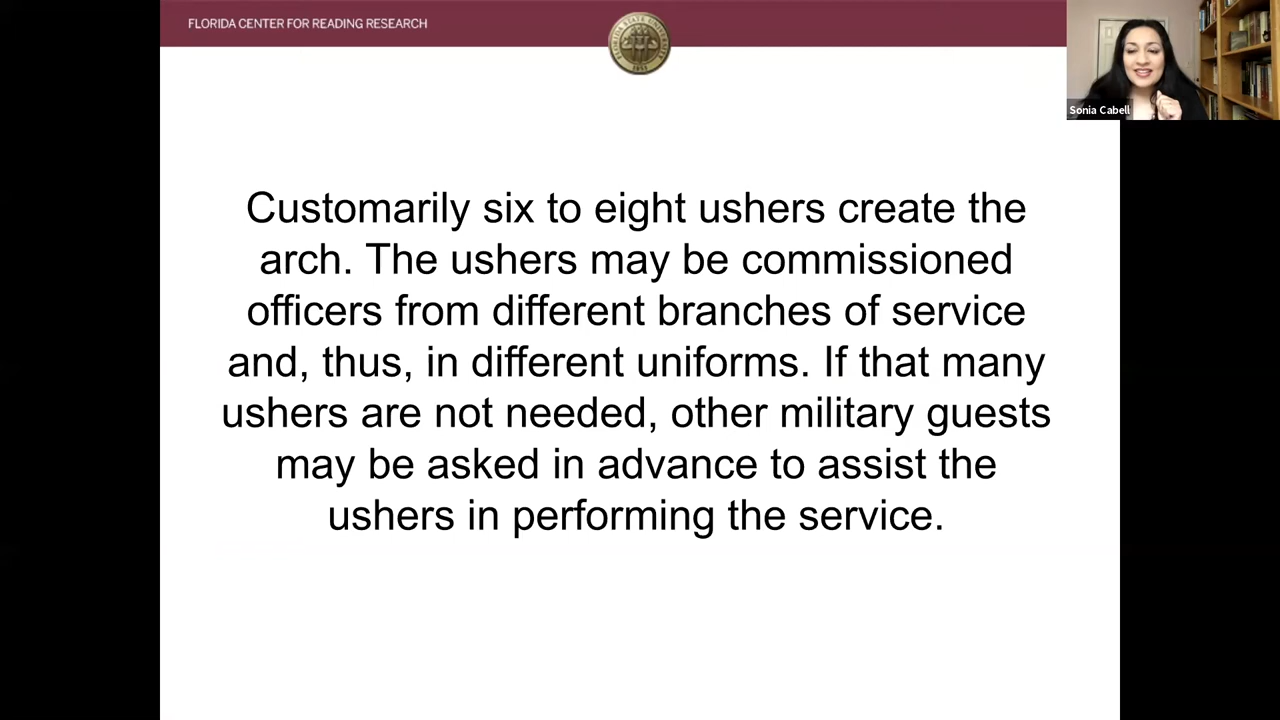 FLORIDA CENTER FOR READING RESEARCH
Sonia Cabell
Customarily six to eight ushers create the
arch. The ushers may be commissioned
officers from different branches of service
and, thus, in different uniforms. If that many
ushers are not needed, other military guests
may be asked in advance to assist the
ushers in performing the service.